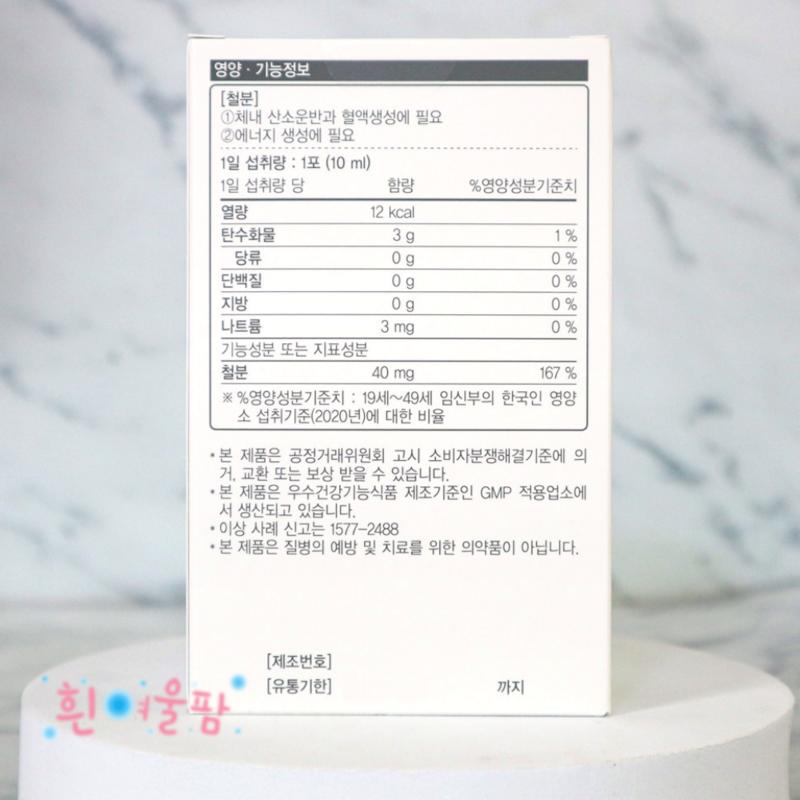 영양 · 기능정보
[철분]
①체내 산소운반과 혈액생성에 필요
②에너지 생성에 필요
1일 섭취량 : 1포 (10 ml)
1일 섭취량 당 함량 %영양성분기준치
열량 12 kcal
탄수화물 3 g 1 %
당류 0 g 0 %
단백질 0 g 0 %
지방 0 g 0 %
나트륨 3 mg 0 %
기능성분 또는 지표성분
철분 40 mg 167 %
※ %영양성분기준치 : 19세~49세 임신부의 한국인 영양
소 섭취기준(2020년)에 대한 비율
• 본 제품은 공정거래위원회 고시 소비자분쟁해결기준에 의
거, 교환 또는 보상 받을 수 있습니다.
• 본 제품은 우수건강기능식품 제조기준인 GMP 적용업소에
서 생산되고 있습니다.
• 이상 사례 신고는 1577-2488
• 본 제품은 질병의 예방 및 치료를 위한 의약품이 아닙니다.
[제조번호]
[유통기한] 까지
흰여울팜